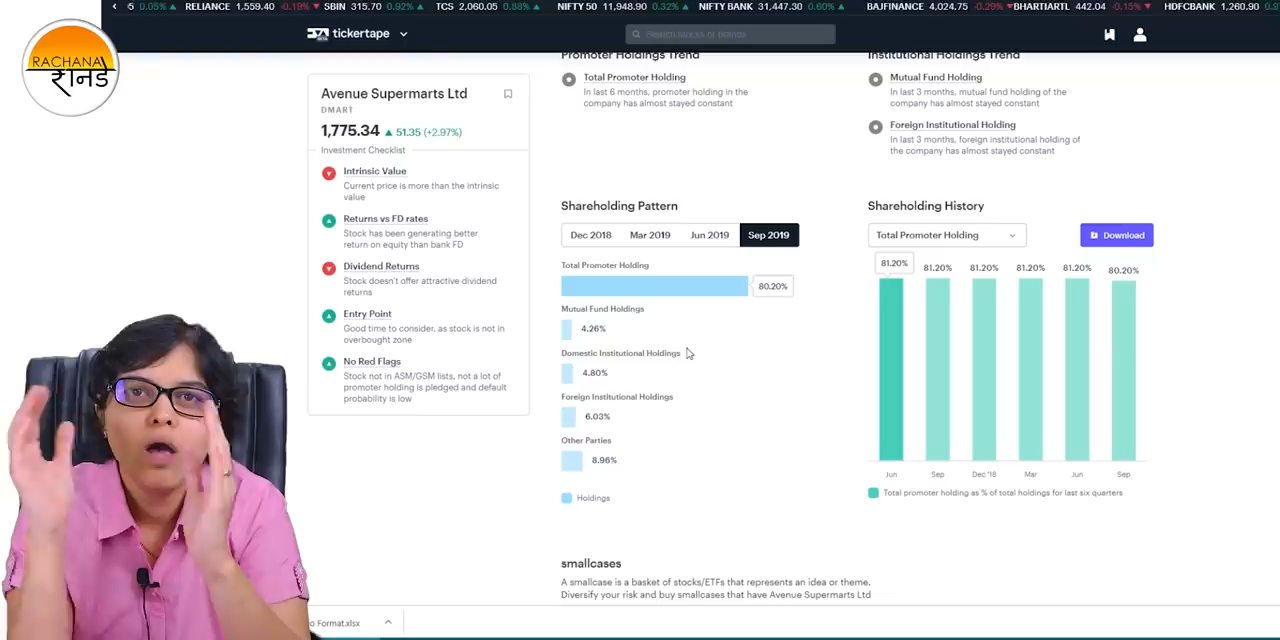 5 0.05% RELIANCE 1,559.40 -0.19% SBIN 315.70 0.92% TCS 2,060.05 0.88% NIFTY 50 11,948.90 0.32% NIFTY BANK 31,447.30 0.60% BAJFINANCE 4,024.75 -0.29% BHARTIARTL 442.04 -0.15% HDFCBANK 1,260.90
RACHANA
रानडे
tickertape
BETA
Search stocks or brands
Avenue Supermarts Ltd
DMART
1,775.34 51.35 (+2.97%)
Investment Checklist
Intrinsic Value
Current price is more than the intrinsic
value
Returns vs FD rates
Stock has been generating better
return on equity than bank FD
Dividend Returns
Stock doesn't offer attractive dividend
returns
Entry Point
Good time to consider, as stock is not in
overbought zone
No Red Flags
Stock not in ASM/GSM lists, not a lot of
promoter holding is pledged and default
probability is low
Promoter Holdings Trend
Total Promoter Holding
In last 6 months, promoter holding in the
company has almost stayed constant
Institutional Holdings Trend
Mutual Fund Holding
In last 3 months, mutual fund holding of the
company has almost stayed constant
Foreign Institutional Holding
In last 3 months, foreign institutional holding of
the company has almost stayed constant
Shareholding Pattern
Dec 2018 Mar 2019 Jun 2019 Sep 2019
Total Promoter Holding
80.20%
Mutual Fund Holdings
4.26%
Domestic Institutional Holdings
4.80%
Foreign Institutional Holdings
6.03%
Other Parties
8.96%
Holdings
Shareholding History
Total Promoter Holding
Download
81.20% 81.20% 81.20% 81.20% 81.20% 80.20%
Jun Sep Dec '18 Mar Jun Sep
Total promoter holding as % of total holdings for last six quarters
smallcases
A smallcase is a basket of stocks/ETFs that represents an idea or theme.
Diversify your risk and buy smallcases that have Avenue Supermarts Ltd
o Format.xlsx